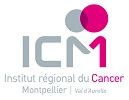 ICM
Institut régional du Cancer
Montpellier | Val d'Aurelle